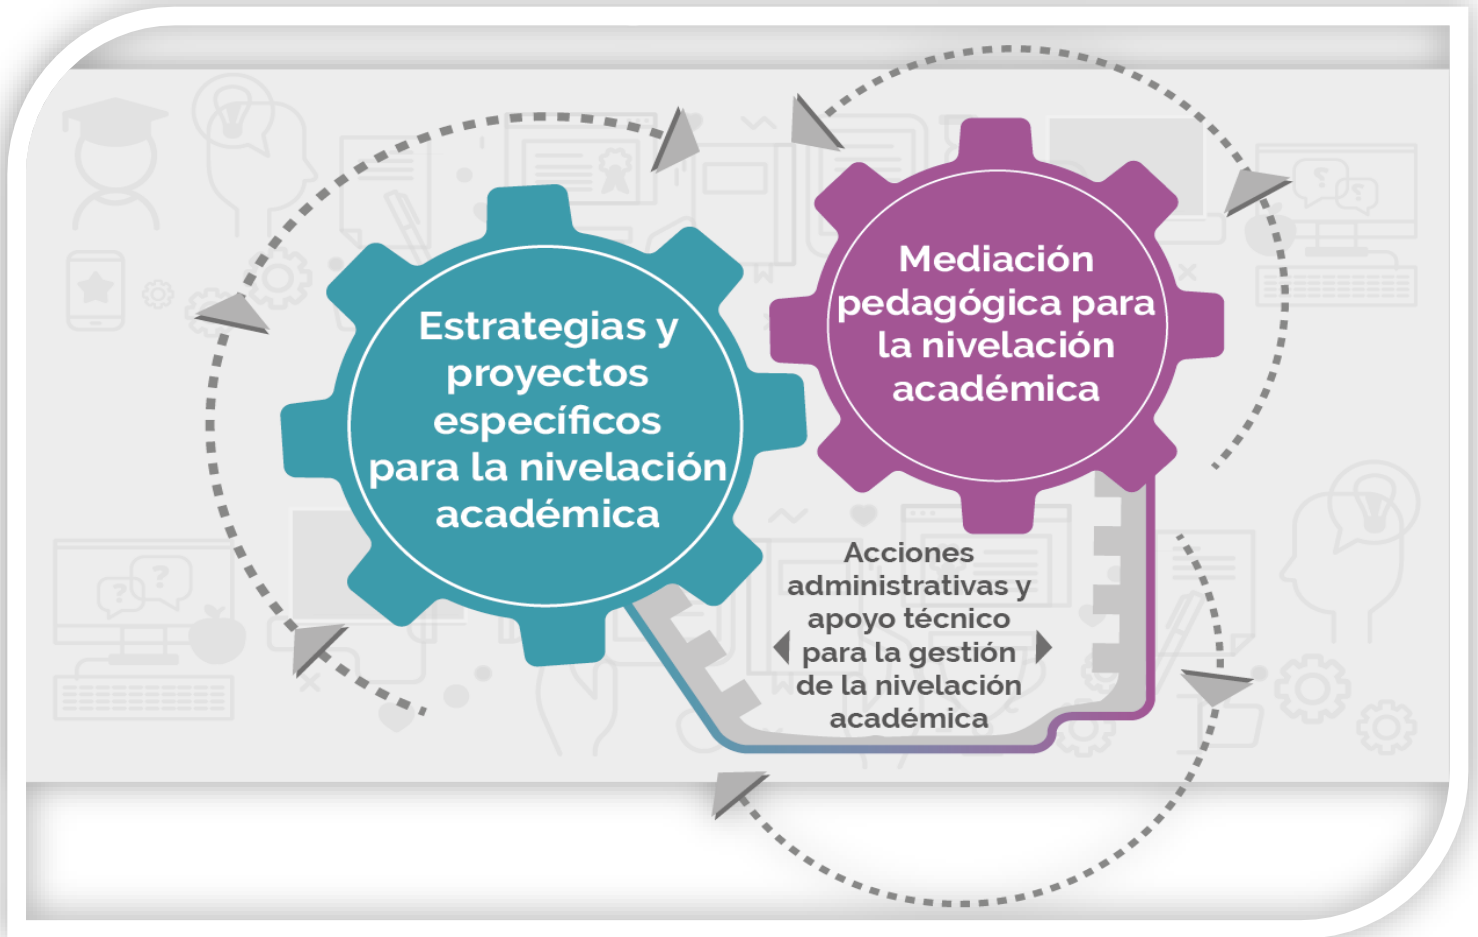 Estrategias y
proyectos
específicos
para la nivelación
académica
Mediación
pedagógica para
la nivelación
académica
Acciones
administrativas y
apoyo técnico
para la gestión
de la nivelación
académica